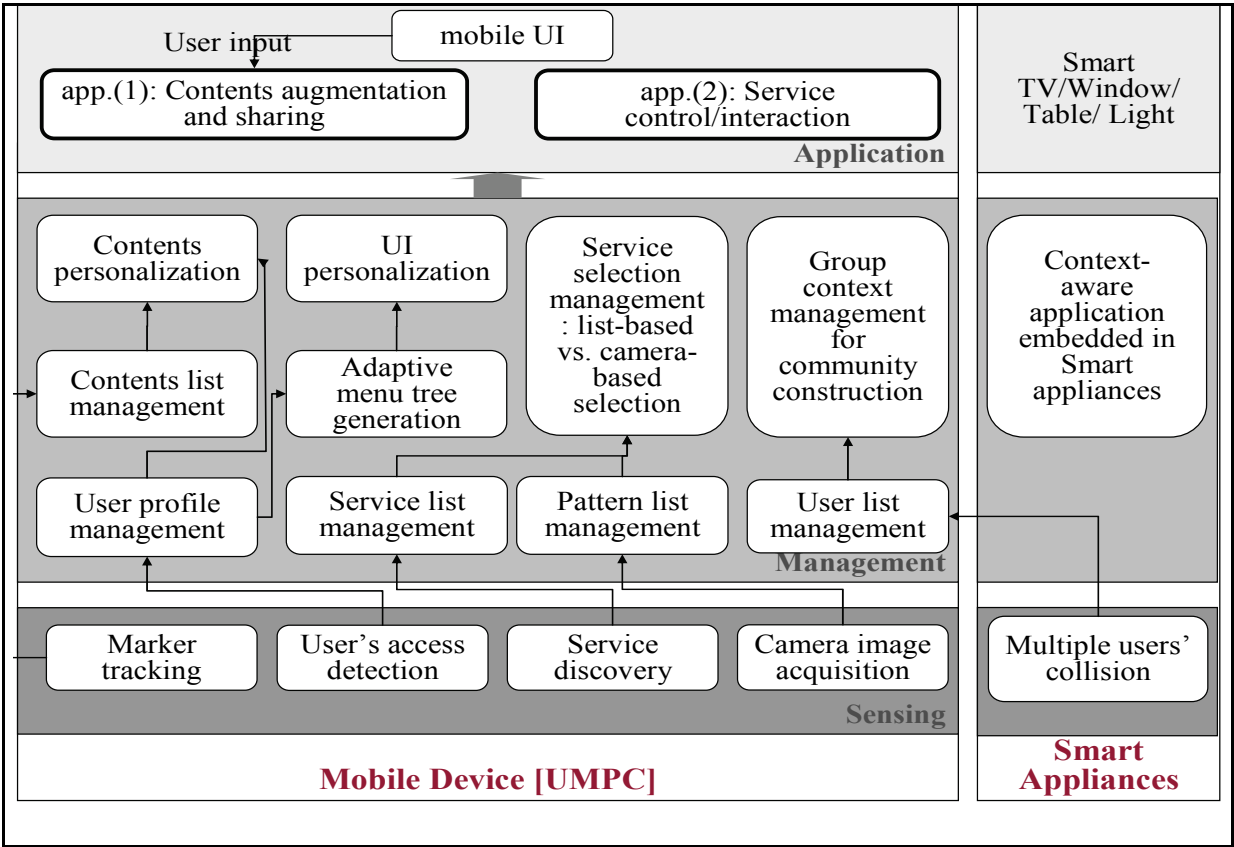 mobile UI
User input
app.(1): Contents augmentation
and sharing
app.(2): Service
control/interaction
Application
Smart
TV/Window/
Table/ Light
Contents
personalization
UI
personalization
Service
selection
management
: list-based
vs. camera-
based
selection
Group
context
management
for
community
construction
Context-
aware
application
embedded in
Smart
appliances
Contents list
management
Adaptive
menu tree
generation
User profile
management
Service list
management
Pattern list
management
User list
management
Management
Marker
tracking
User's access
detection
Service
discovery
Camera image
acquisition
Multiple users'
collision
Sensing
Mobile Device [UMPC]
Smart
Appliances